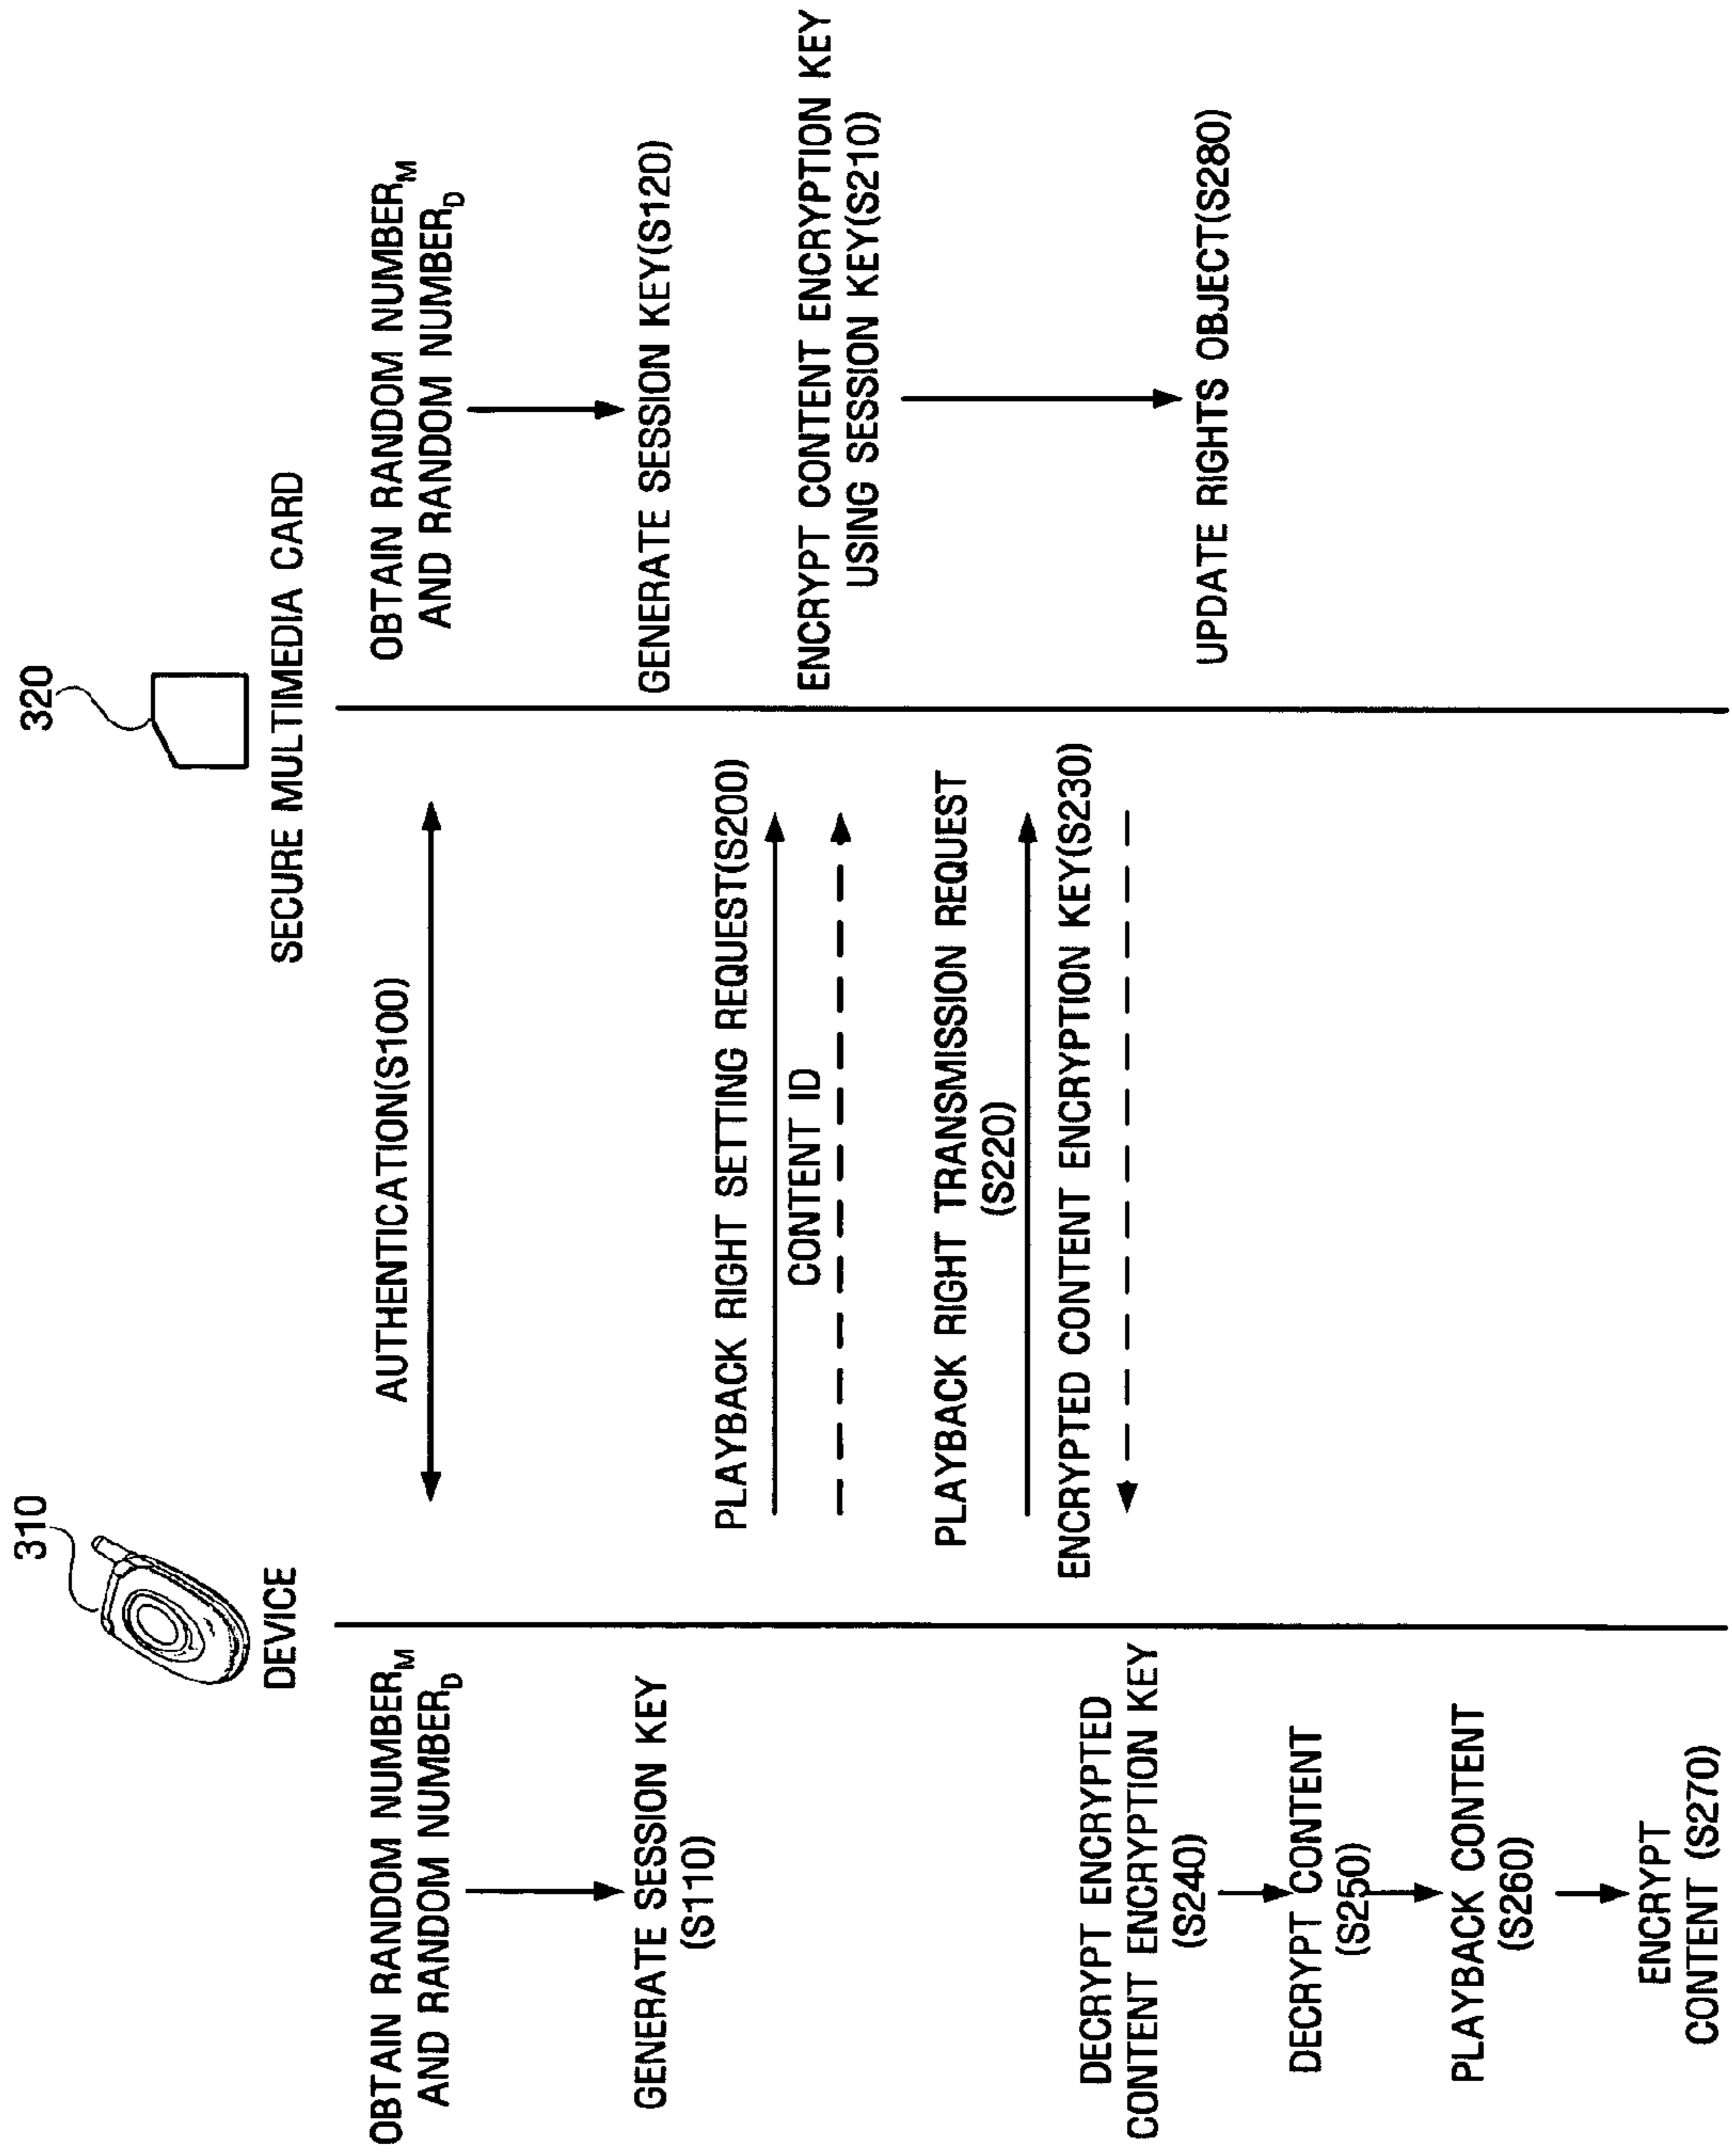 310
DEVICE
320
SECURE MULTIMEDIA CARD
OBTAIN RANDOM NUMBERM
AND RANDOM NUMBERD
AUTHENTICATION(S100)
OBTAIN RANDOM NUMBERM
AND RANDOM NUMBERD
GENERATE SESSION KEY
(S110)
GENERATE SESSION KEY(S120)
PLAYBACK RIGHT SETTING REQUEST(S200)
CONTENT ID
ENCRYPT CONTENT ENCRYPTION KEY
USING SESSION KEY(S210)
PLAYBACK RIGHT TRANSMISSION REQUEST
(S220)
ENCRYPTED CONTENT ENCRYPTION KEY(S230)
DECRYPT ENCRYPTED
CONTENT ENCRYPTION KEY
(S240)
UPDATE RIGHTS OBJECT(S280)
DECRYPT CONTENT
(S250)
PLAYBACK CONTENT
(S260)
ENCRYPT
CONTENT (S270)